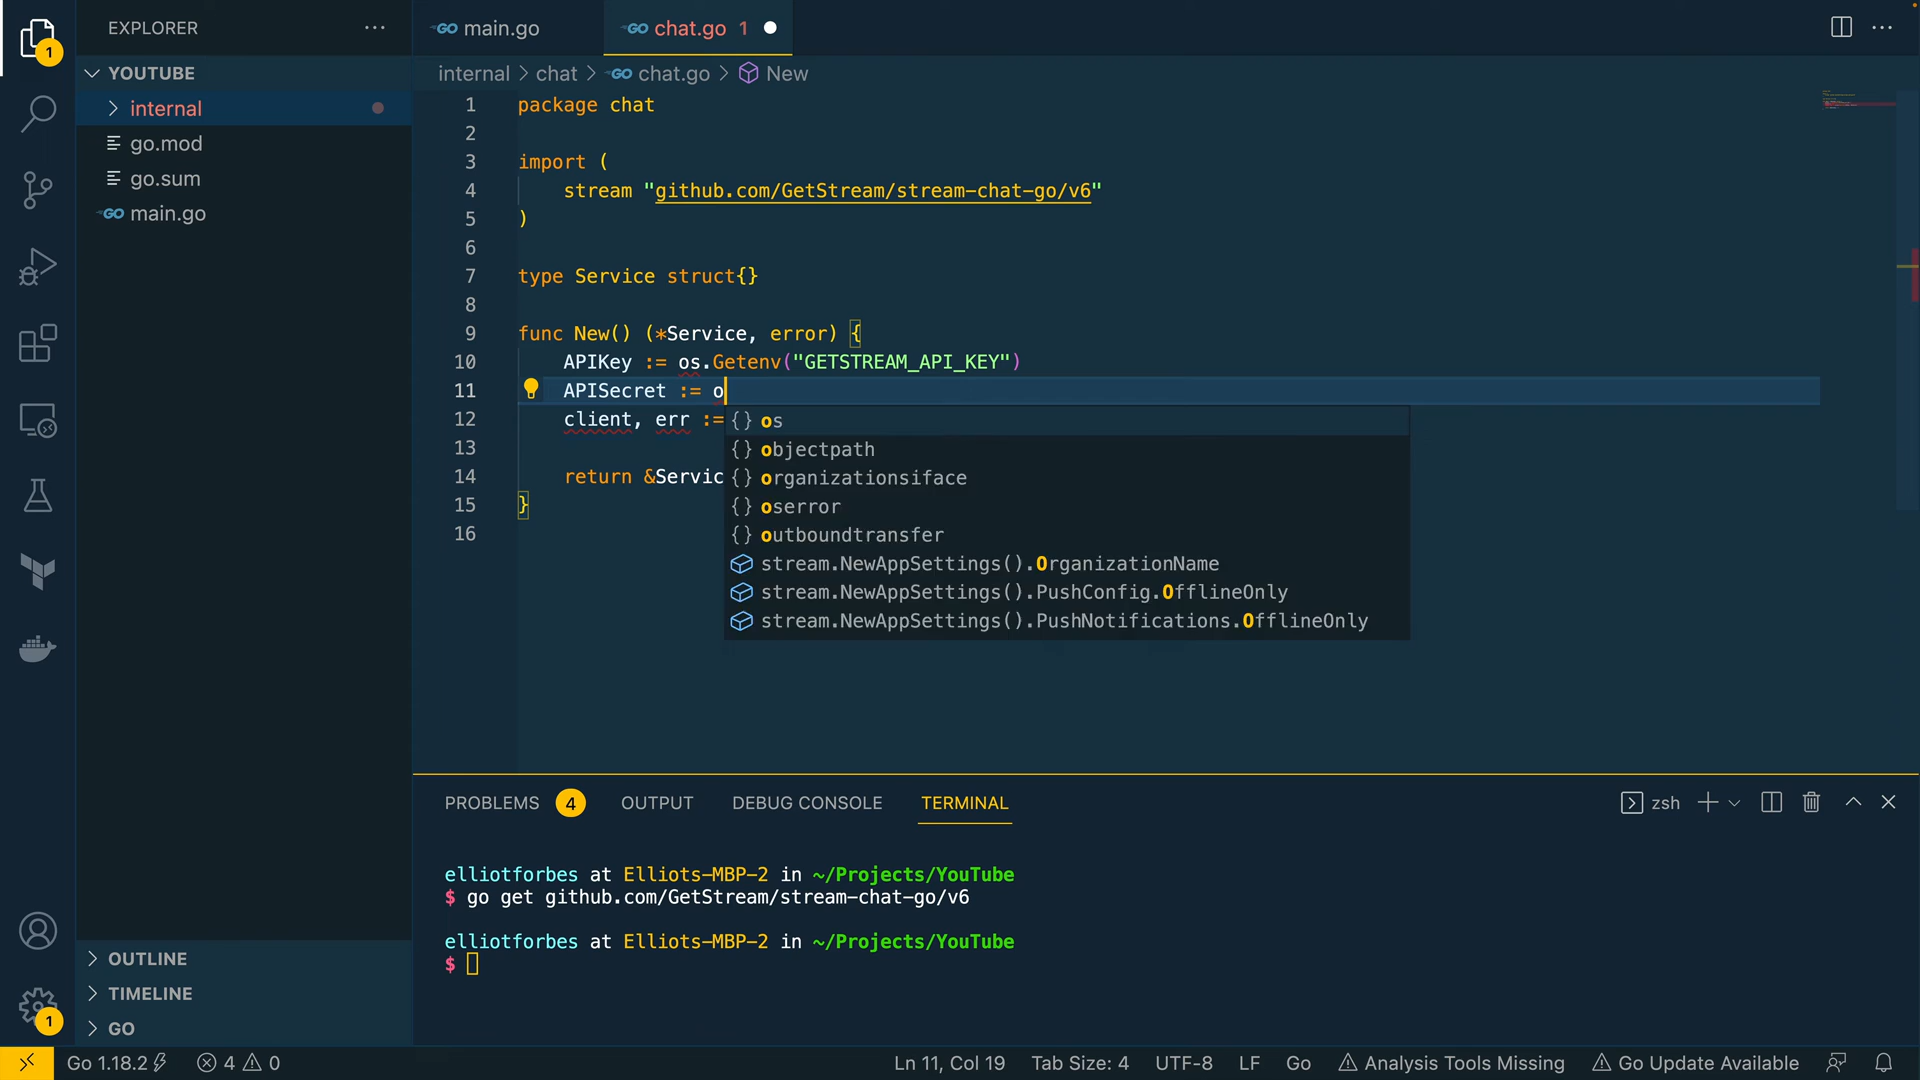 EXPLORER
YOUTUBE
internal
go.mod
go.sum
GO main.go
OUTLINE
TIMELINE
GO
1
1
GO main.go
GO chat.go 1
internal > chat > GO chat.go > New
1 package chat
2
3 import (
4 stream "github.com/GetStream/stream-chat-go/v6"
5 )
6
7 type Service struct{}
8
9 func New() (*Service, error) {
10 APIKey := os.Getenv("GETSTREAM_API_KEY")
11 APISecret := o
12 client, err :=
13
14 return &Servic
15 }
16
{} os
{} objectpath
{} organizationsiface
{} oserror
{} outboundtransfer
stream.NewAppSettings().OrganizationName
stream.NewAppSettings().PushConfig.OfflineOnly
stream.NewAppSettings().PushNotifications.OfflineOnly
PROBLEMS 4 OUTPUT DEBUG CONSOLE TERMINAL
zsh
elliotforbes at Elliots-MBP-2 in ~/Projects/YouTube
$ go get github.com/GetStream/stream-chat-go/v6
elliotforbes at Elliots-MBP-2 in ~/Projects/YouTube
$
Go 1.18.2 4 0 Ln 11, Col 19 Tab Size: 4 UTF-8 LF Go Analysis Tools Missing Go Update Available